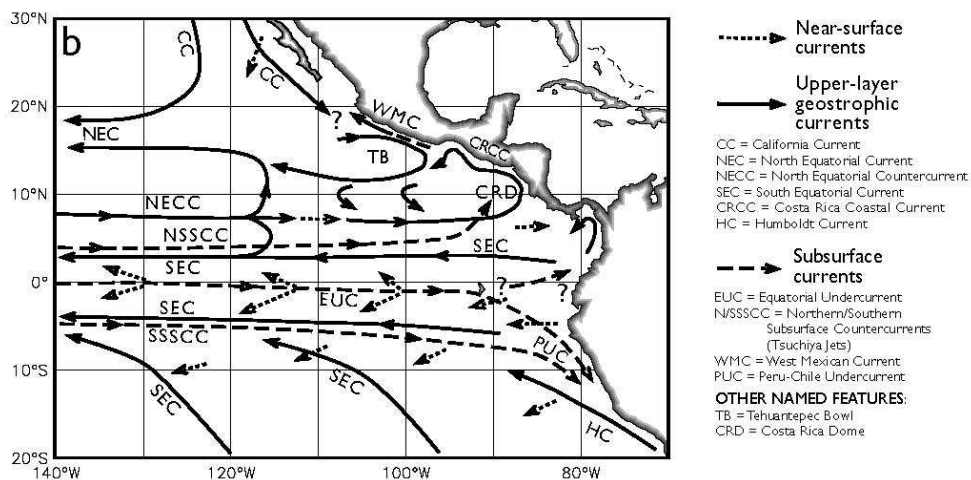 30°N
b
CC
CC
20°N
?
WMC
NEC
TB
CRCC
10°N
CRD
NECC
NSSCC
SEC
SEC
0°
?
?
EUC
SEC
SSSCC
PUC
10°S
SEC
SEC
HC
20°S
140°W
120°W
100°W
80°W
Near-surface
currents
Upper-layer
geostrophic
currents
CC = California Current
NEC = North Equatorial Current
NECC = North Equatorial Countercurrent
SEC = South Equatorial Current
CRCC = Costa Rica Coastal Current
HC = Humboldt Current
Subsurface
currents
EUC = Equatorial Undercurrent
N/SSSCC = Northern/Southern
Subsurface Countercurrents
(Tsuchiya Jets)
WMC = West Mexican Current
PUC = Peru-Chile Undercurrent
OTHER NAMED FEATURES:
TB = Tehuantepec Bowl
CRD = Costa Rica Dome